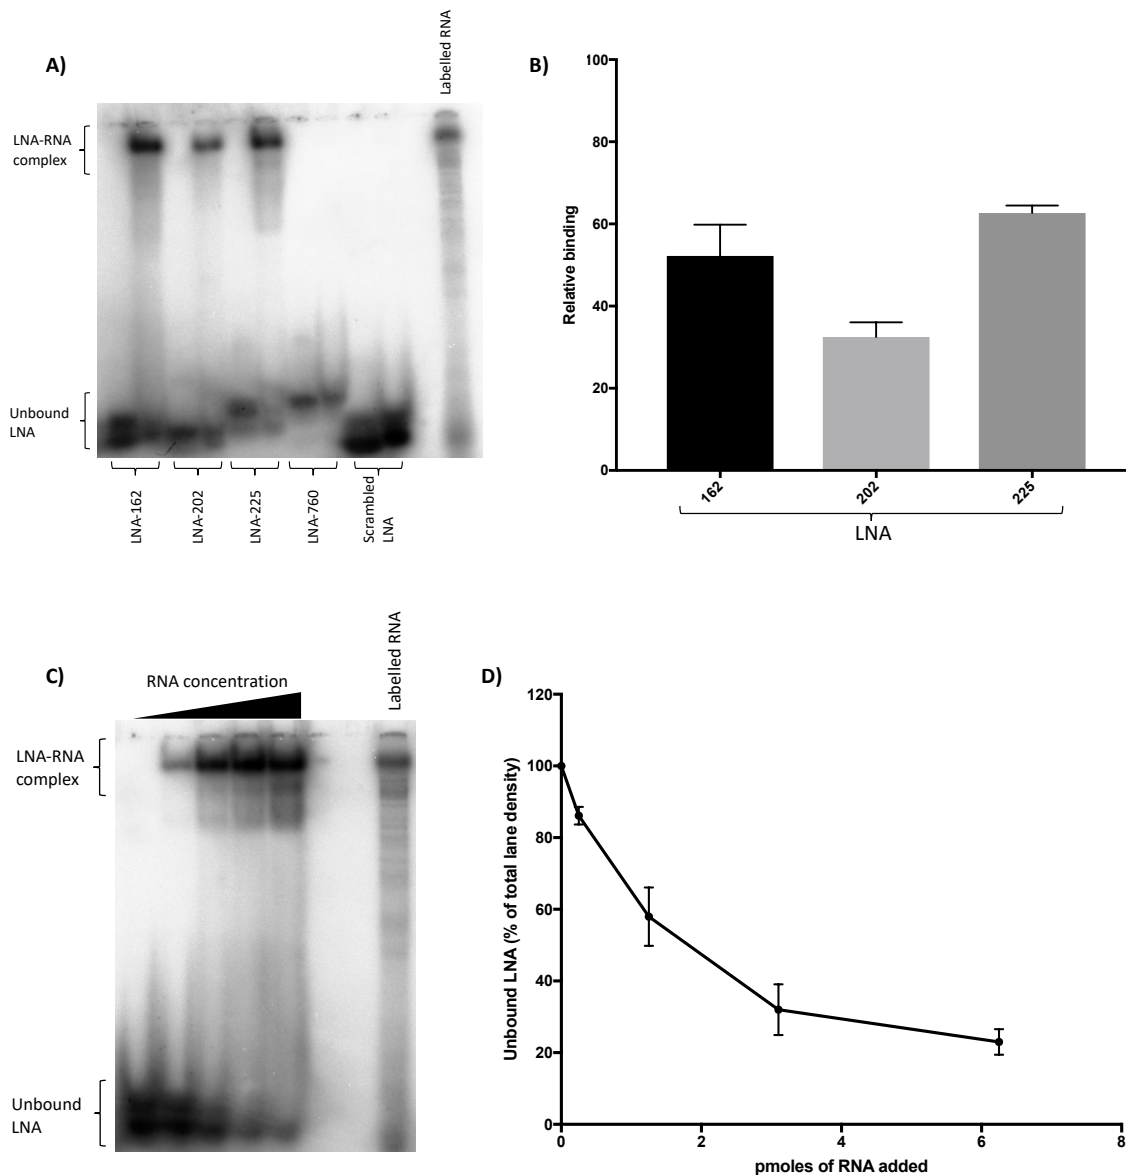 A)
Labelled RNA
LNA-RNA
complex
Unbound
LNA
LNA-162
LNA-202
LNA-225
LNA-760
Scrambled
LNA
B)
Relative binding
100
80
60
40
20
0
162
202
225
LNA
C)
RNA concentration
Labelled RNA
LNA-RNA
complex
Unbound
LNA
D)
Unbound LNA (% of total lane density)
120
100
80
60
40
20
0
0 2 4 6 8
pmoles of RNA added